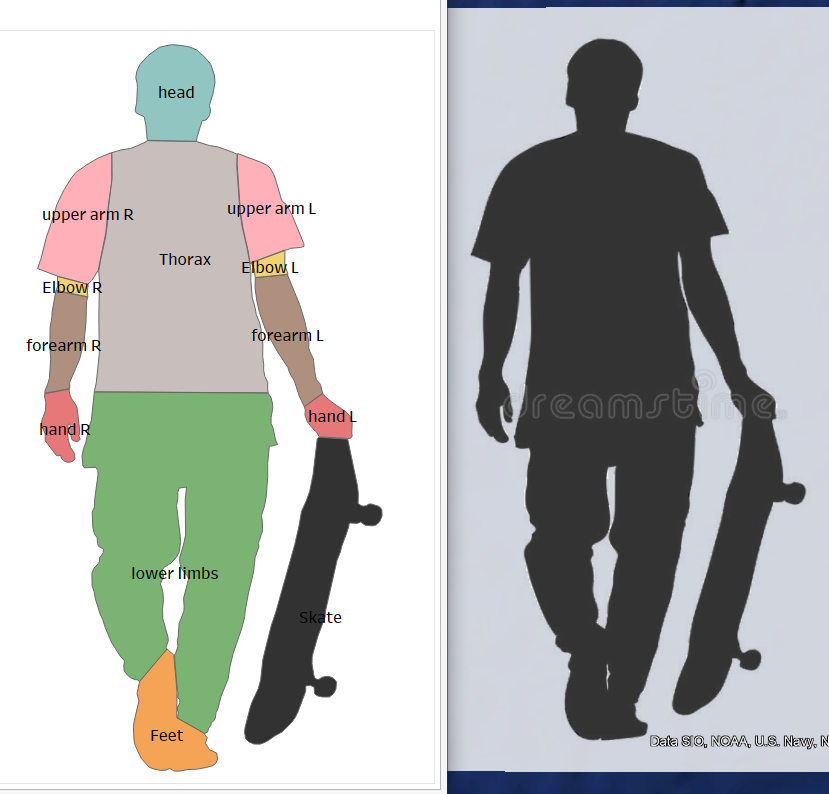 head
upper arm R
upper arm L
Thorax
Elbow L
Elbow R
forearm L
forearm R
hand L
hand R
dreamstime
lower limbs
Skate
Feet
Data SIO, NOAA, U.S. Navy, N